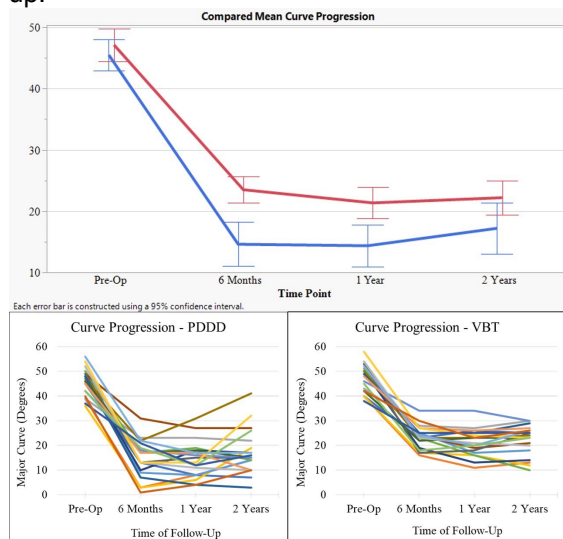 up.
Compared Mean Curve Progression
50
40
30
20
10
Pre-Op 6 Months 1 Year 2 Years
Time Point
Each error bar is constructed using a 95% confidence interval.
Curve Progression - PDDD
Major Curve (Degrees)
60
50
40
30
20
10
0
Pre-Op 6 Months 1 Year 2 Years
Time of Follow-Up
Curve Progression - VBT
Major Curve (Degrees)
60
50
40
30
20
10
0
Pre-Op 6 Months 1 Year 2 Years
Time of Follow-Up